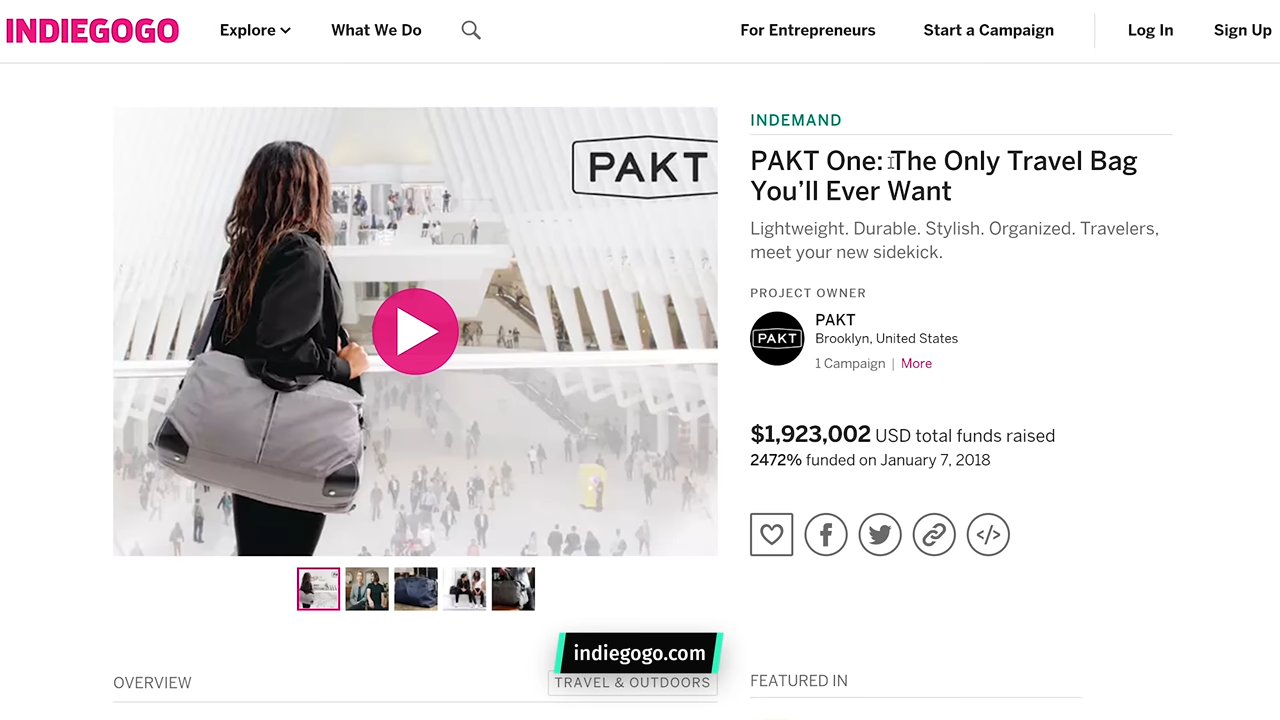 INDIEGOGO
Explore
What We Do
For Entrepreneurs
Start a Campaign
Log In
Sign Up
PAKT
INDEMAND
PAKT One: The Only Travel Bag
You’ll Ever Want
Lightweight. Durable. Stylish. Organized. Travelers,
meet your new sidekick.
PROJECT OWNER
PAKT
PAKT
Brooklyn, United States
1 Campaign | More
$1,923,002 USD total funds raised
2472% funded on January 7, 2018
</>
indiegogo.com
OVERVIEW
TRAVEL & OUTDOORS
FEATURED IN